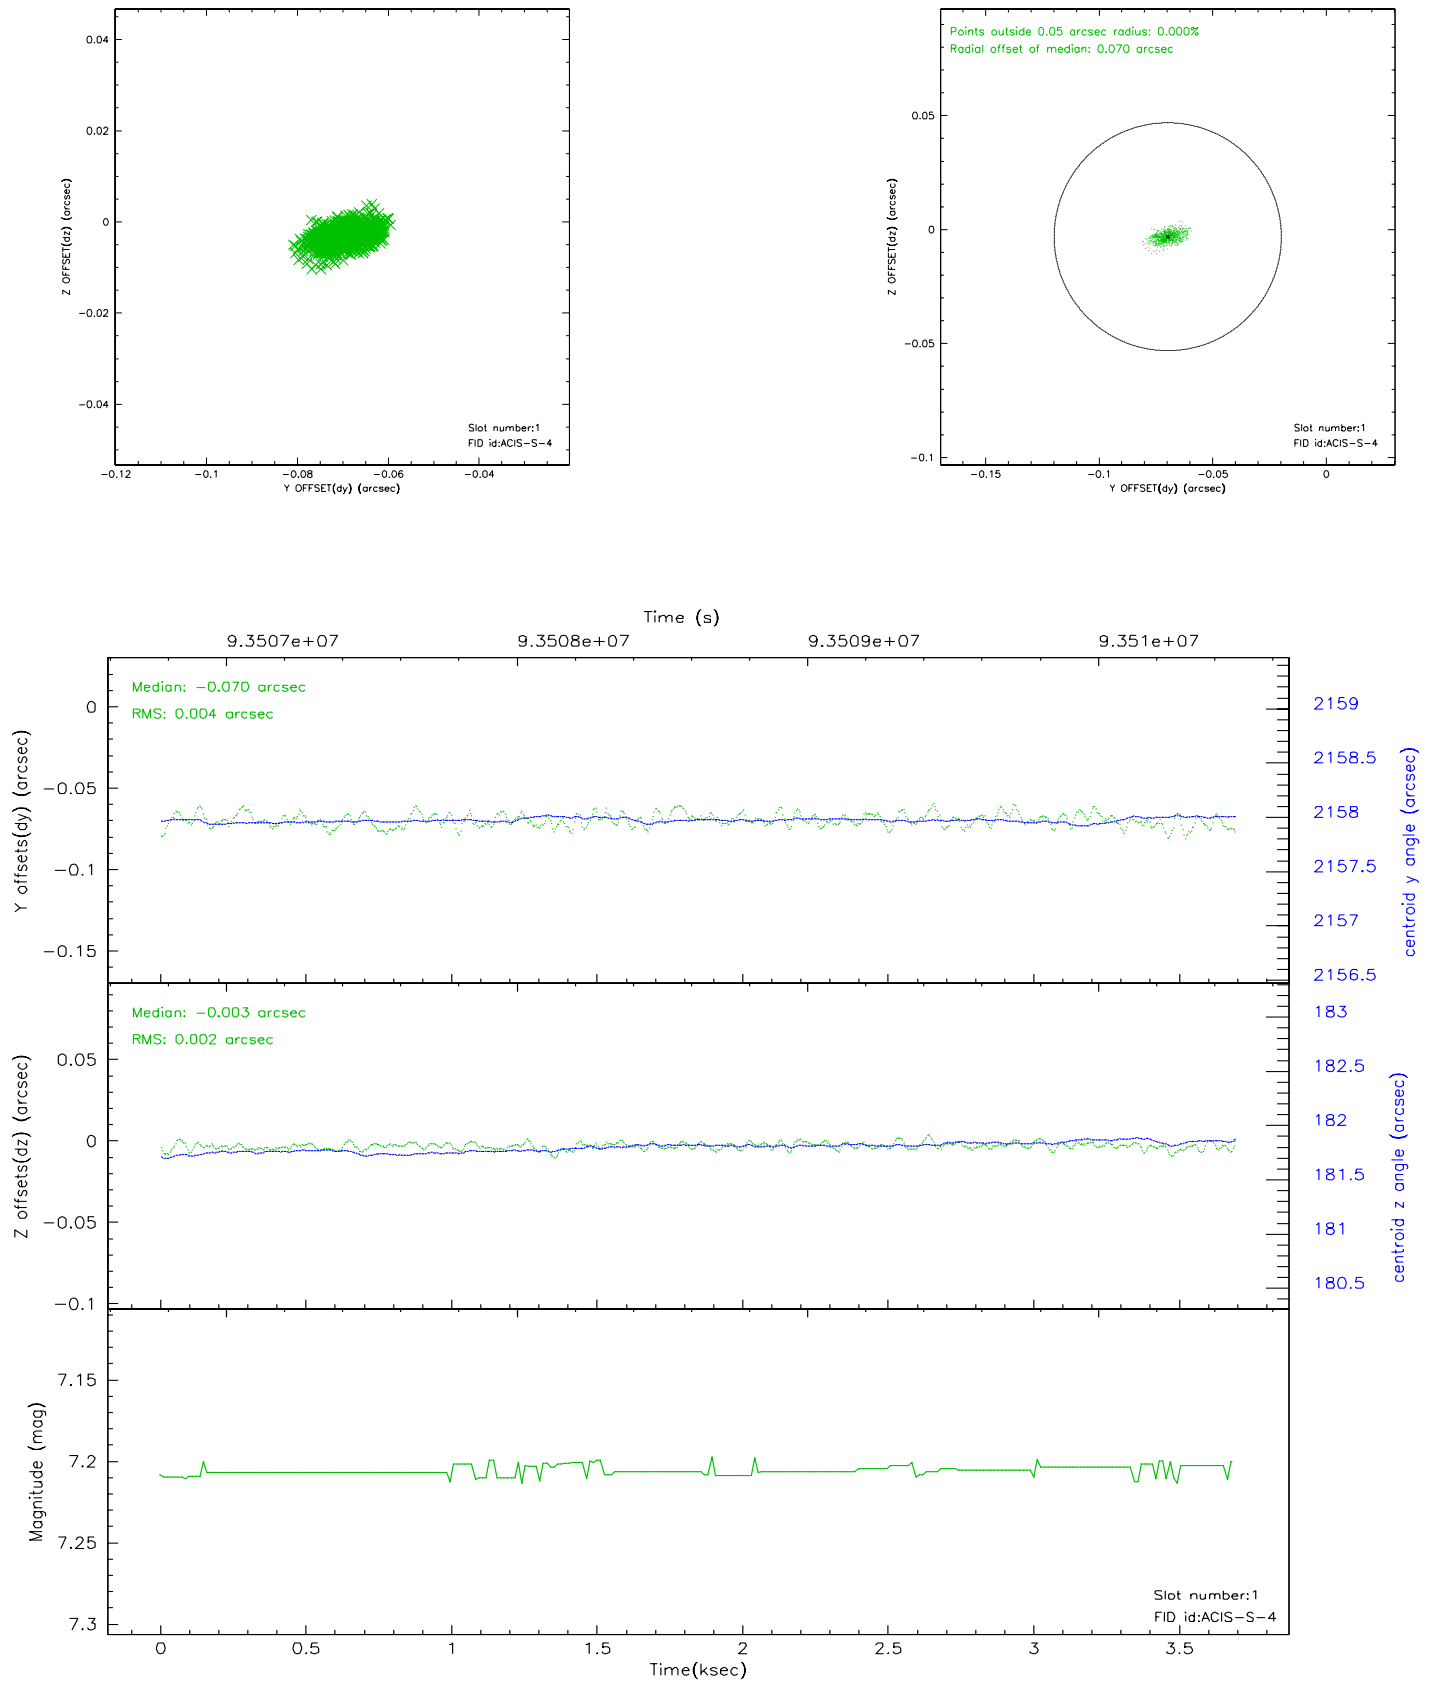 0.04
0.02
0
-0.02
-0.04
Z OFFSET(dz) (arcsec)
Slot number:1
FID id:ACIS-S-4
-0.12 -0.1 -0.08 -0.06 -0.04
Y OFFSET(dy) (arcsec)
Points outside 0.05 arcsec radius: 0.000%
Radial offset of median: 0.070 arcsec
0.05
0
-0.05
-0.1
Z OFFSET(dz) (arcsec)
Slot number:1
FID id:ACIS-S-4
-0.15 -0.1 -0.05 0
Y OFFSET(dy) (arcsec)
Time (s)
9.3507e+07 9.3508e+07 9.3509e+07 9.351e+07
Median: -0.070 arcsec
RMS: 0.004 arcsec
0
-0.05
-0.1
-0.15
Y offsets(dy) (arcsec)
2159
2158.5
2158
2157.5
2157
2156.5
centroid y angle (arcsec)
Median: -0.003 arcsec
RMS: 0.002 arcsec
0.05
0
-0.05
-0.1
Z offsets(dz) (arcsec)
183
182.5
182
181.5
181
180.5
centroid z angle (arcsec)
7.15
7.2
7.25
7.3
Magnitude (mag)
Slot number:1
FID id:ACIS-S-4
0 0.5 1 1.5 2 2.5 3 3.5
Time(ksec)